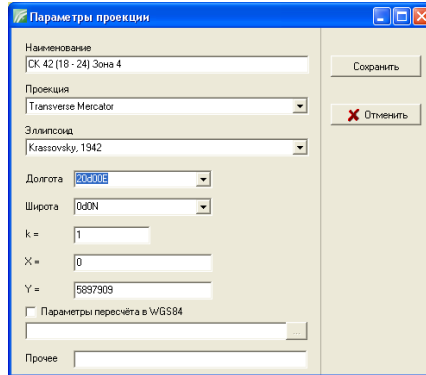 Параметры проекции
Наименование
СК 42 (18 - 24) Зона 4
Сохранить
Проекция
Transverse Mercator
Отменить
Эллипсоид
Krassovsky, 1942
Долгота 20d00E
Широта 0d0N
k = 1
X = 0
Y = 5897909
Параметры пересчёта в WGS84
...
Прочее